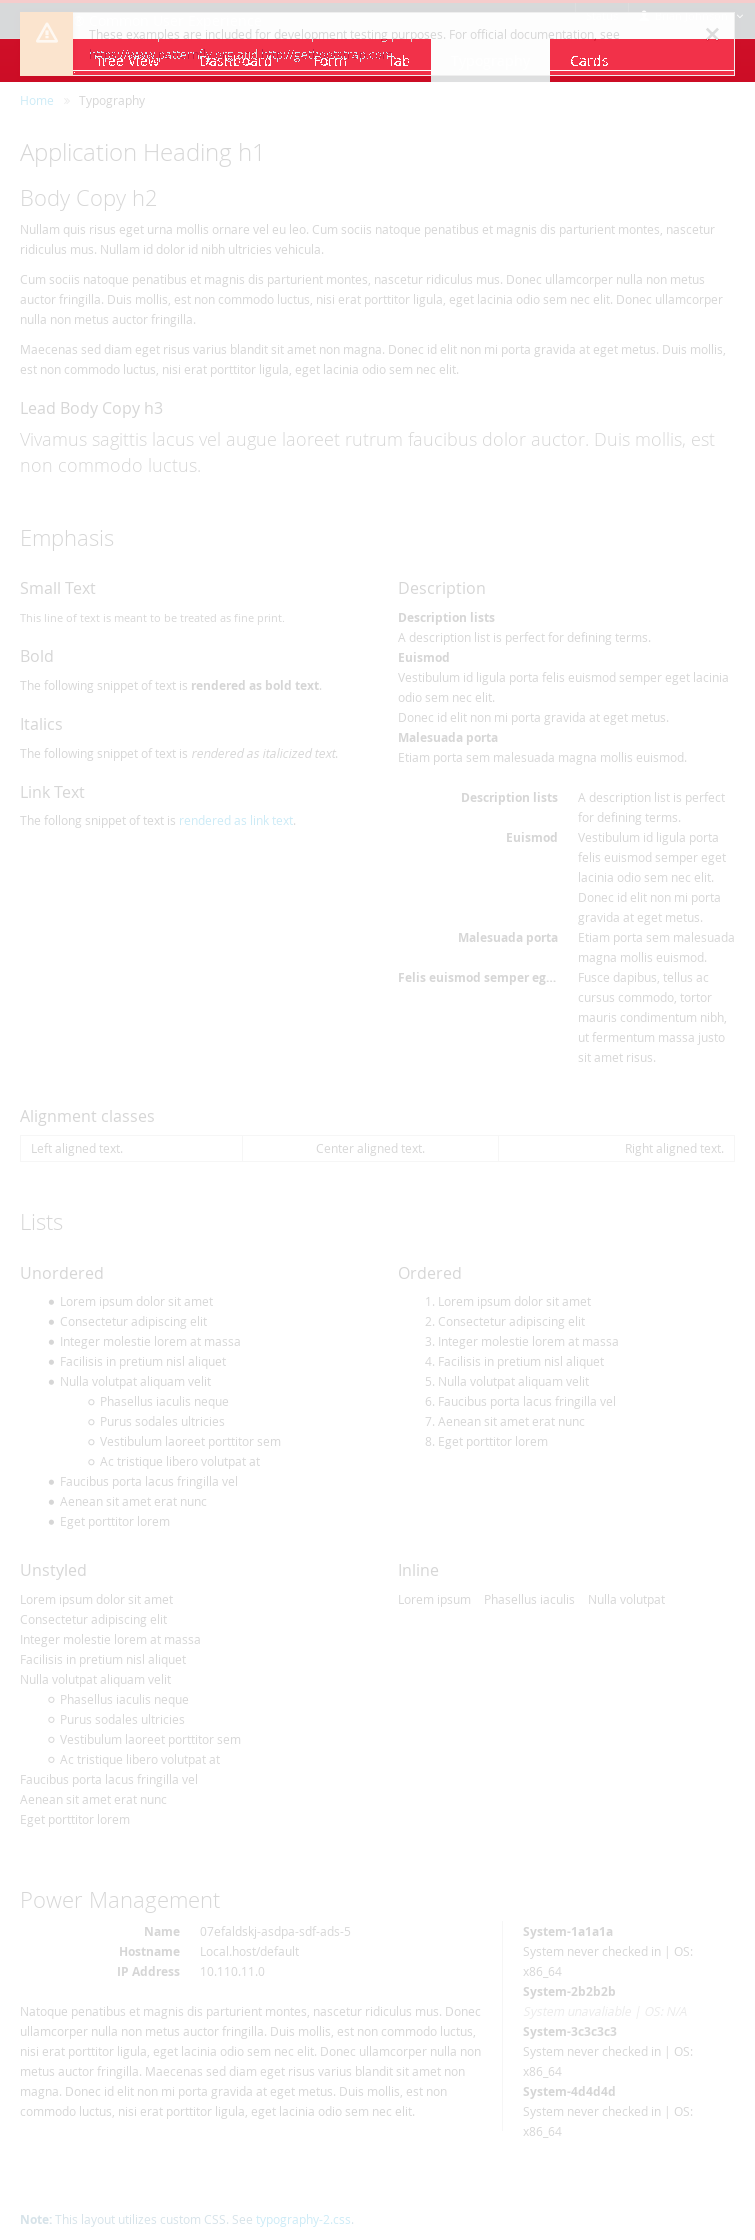 These examples are included for development testing purposes. For official documentation, see
Tree View Dashboard Form Tab Cards
Home » Typography
Application Heading h1
Body Copy h2
Nullam quis risus eget urna mollis ornare vel eu leo. Cum sociis natoque penatibus et magnis dis parturient montes, nascetur
ridiculus mus. Nullam id dolor id nibh ultricies vehicula.
Cum sociis natoque penatibus et magnis dis parturient montes, nascetur ridiculus mus. Donec ullamcorper nulla non metus
auctor fringilla. Duis mollis, est non commodo luctus, nisi erat porttitor ligula, eget lacinia odio sem nec elit. Donec ullamcorper
nulla non metus auctor fringilla.
Maecenas sed diam eget risus varius blandit sit amet non magna. Donec id elit non mi porta gravida at eget metus. Duis mollis,
est non commodo luctus, nisi erat porttitor ligula, eget lacinia odio sem nec elit.
Lead Body Copy h3
Vivamus sagittis lacus vel augue laoreet rutrum faucibus dolor auctor. Duis mollis, est
non commodo luctus.
Emphasis
Small Text
This line of text is meant to be treated as fine print.
Bold
The following snippet of text is rendered as bold text.
Italics
The following snippet of text is rendered as italicized text.
Link Text
The follong snippet of text is rendered as link text.
Description
Description lists
A description list is perfect for defining terms.
Euismod
Vestibulum id ligula porta felis euismod semper eget lacinia
odio sem nec elit.
Donec id elit non mi porta gravida at eget metus.
Malesuada porta
Etiam porta sem malesuada magna mollis euismod.
Description lists A description list is perfect
for defining terms.
Euismod Vestibulum id ligula porta
felis euismod semper eget
lacinia odio sem nec elit.
Donec id elit non mi porta
gravida at eget metus.
Malesuada porta Etiam porta sem malesuada
magna mollis euismod.
Felis euismod semper eg... Fusce dapibus, tellus ac
cursus commodo, tortor
mauris condimentum nibh,
ut fermentum massa justo
sit amet risus.
Alignment classes
Left aligned text. Center aligned text. Right aligned text.
Lists
Unordered
Lorem ipsum dolor sit amet
Consectetur adipiscing elit
Integer molestie lorem at massa
Facilisis in pretium nisl aliquet
Nulla volutpat aliquam velit
Phasellus iaculis neque
Purus sodales ultricies
Vestibulum laoreet porttitor sem
Ac tristique libero volutpat at
Faucibus porta lacus fringilla vel
Aenean sit amet erat nunc
Eget porttitor lorem
Ordered
1. Lorem ipsum dolor sit amet
2. Consectetur adipiscing elit
3. Integer molestie lorem at massa
4. Facilisis in pretium nisl aliquet
5. Nulla volutpat aliquam velit
6. Faucibus porta lacus fringilla vel
7. Aenean sit amet erat nunc
8. Eget porttitor lorem
Unstyled
Lorem ipsum dolor sit amet
Consectetur adipiscing elit
Integer molestie lorem at massa
Facilisis in pretium nisl aliquet
Nulla volutpat aliquam velit
Phasellus iaculis neque
Purus sodales ultricies
Vestibulum laoreet porttitor sem
Ac tristique libero volutpat at
Faucibus porta lacus fringilla vel
Aenean sit amet erat nunc
Eget porttitor lorem
Inline
Lorem ipsum Phasellus iaculis Nulla volutpat
Power Management
Name 07efaldskj-asdpa-sdf-ads-5
Hostname Local.host/default
IP Address 10.110.11.0
Natoque penatibus et magnis dis parturient montes, nascetur ridiculus mus. Donec
ullamcorper nulla non metus auctor fringilla. Duis mollis, est non commodo luctus,
nisi erat porttitor ligula, eget lacinia odio sem nec elit. Donec ullamcorper nulla non
metus auctor fringilla. Maecenas sed diam eget risus varius blandit sit amet non
magna. Donec id elit non mi porta gravida at eget metus. Duis mollis, est non
commodo luctus, nisi erat porttitor ligula, eget lacinia odio sem nec elit.
System-1a1a1a
System never checked in | OS:
x86_64
System-2b2b2b
System unavaliable | OS: N/A
System-3c3c3c3
System never checked in | OS:
x86_64
System-4d4d4d
System never checked in | OS:
x86_64
Note: This layout utilizes custom CSS. See typography-2.css.